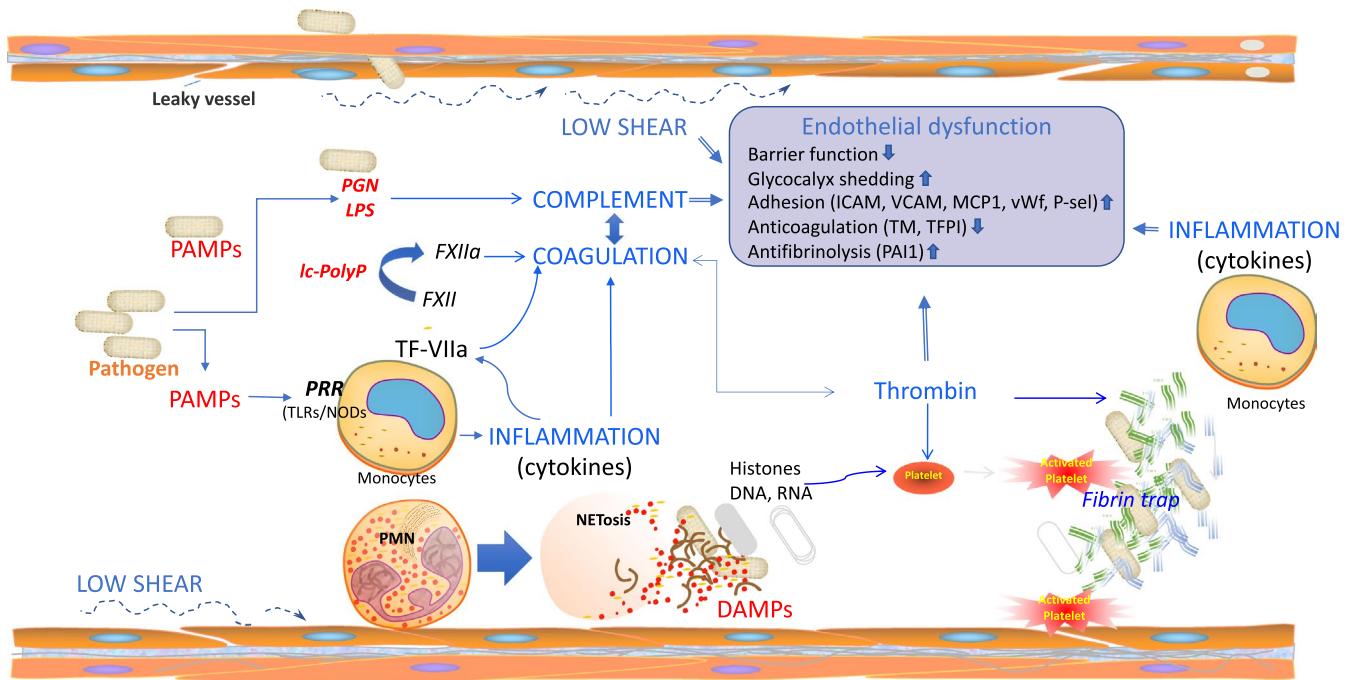 Leaky vessel
LOW SHEAR
Endothelial dysfunction
Barrier function
Glycocalyx shedding
Adhesion (ICAM, VCAM, MCP1, vWf, P-sel)
Anticoagulation (TM, TFPI)
Antifibrinolysis (PAI1)
PGN
LPS
COMPLEMENT
PAMPs
INFLAMMATION
(cytokines)
FXIIa
COAGULATION
lc-PolyP
FXII
TF-VIIa
Pathogen
PAMPs
PRR
(TLRs/NODs
Monocytes
INFLAMMATION
(cytokines)
Thrombin
Monocytes
Histones
DNA, RNA
Platelet
Activated
Platelet
Fibrin trap
PMN
NETosis
DAMPs
LOW SHEAR
Activated
Platelet